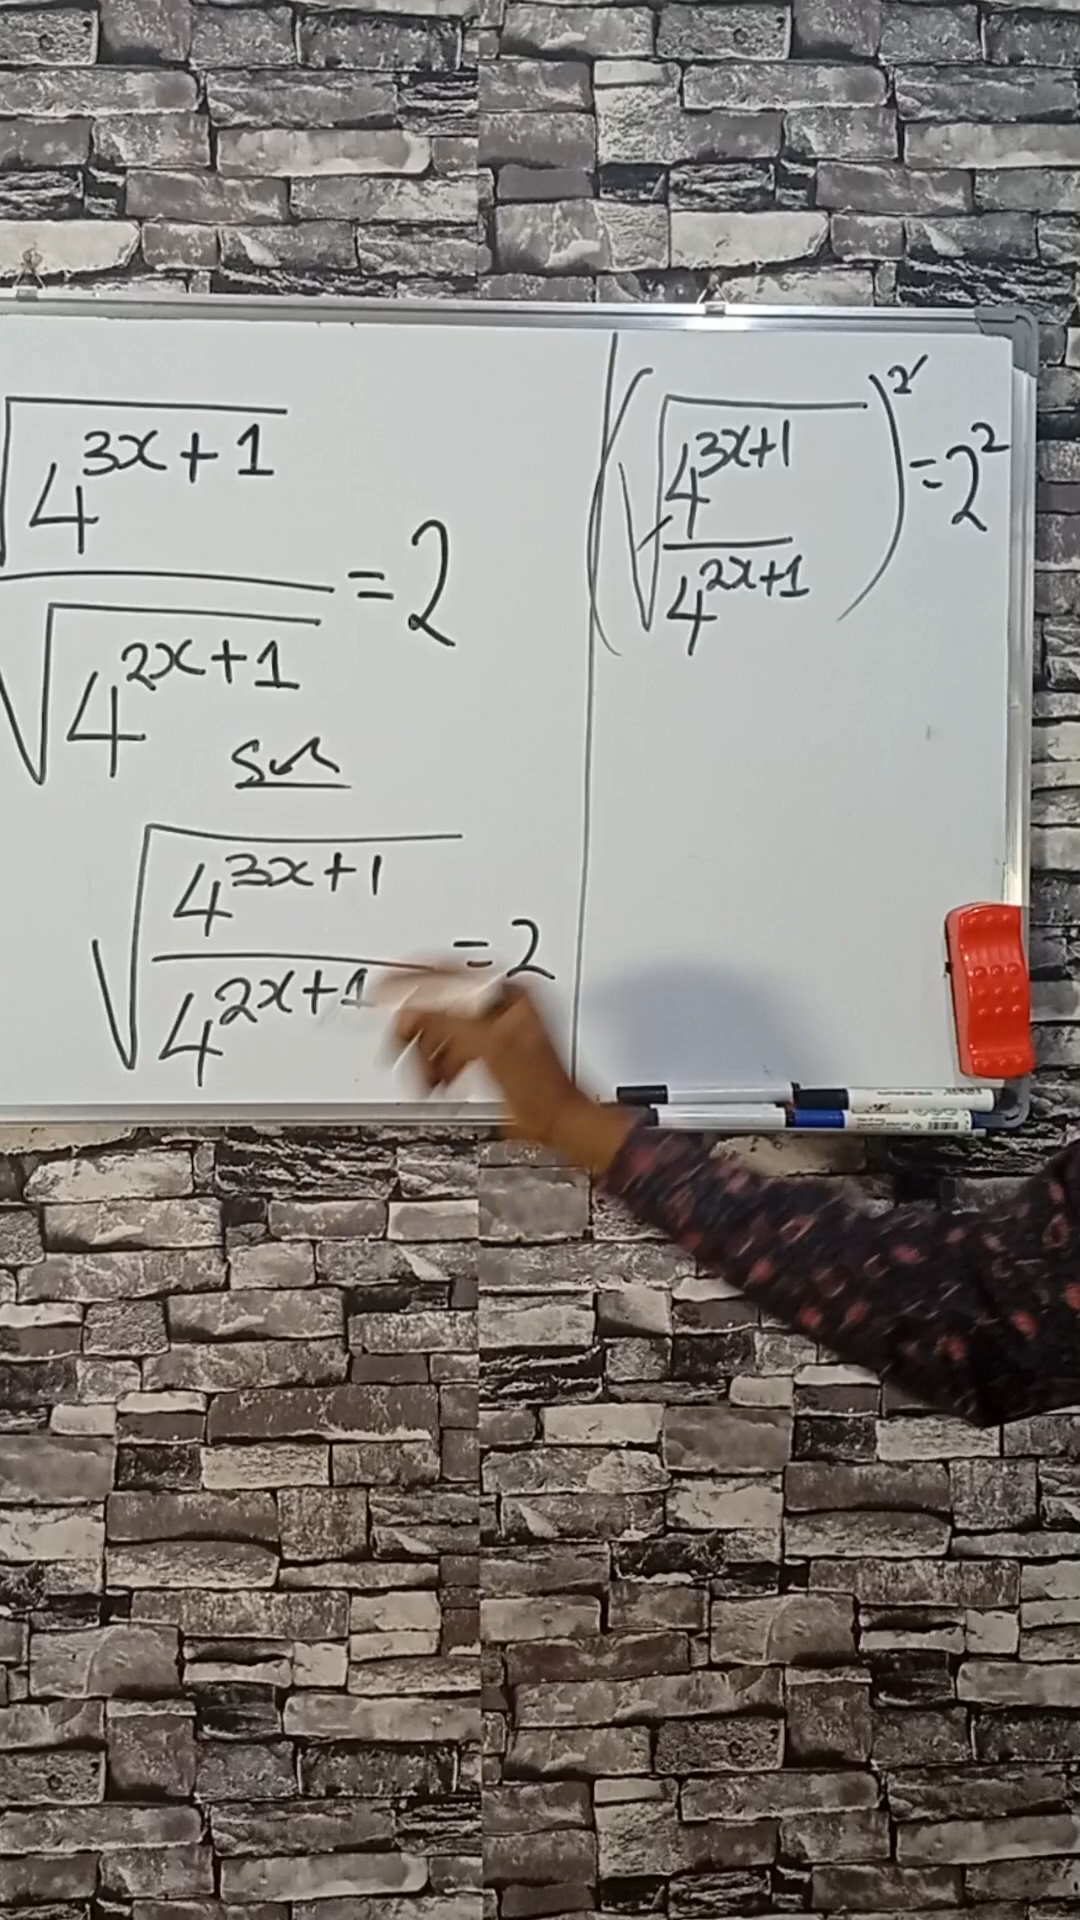 √4^(3x+1) / √4^(2x+1) = 2
Sol
√(4^(3x+1) / 4^(2x+1)) = 2
(√(4^(3x+1) / 4^(2x+1)))^2 = 2^2